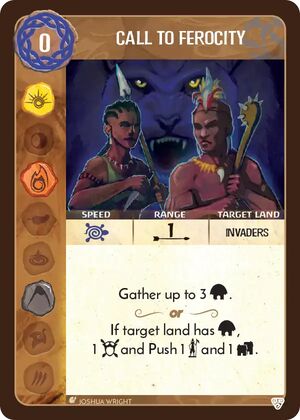 0
CALL TO FEROCITY
SPEED RANGE TARGET LAND
1 INVADERS
Gather up to 3 .
or
If target land has ,
1 and Push 1 and 1 .
JOSHUA WRIGHT